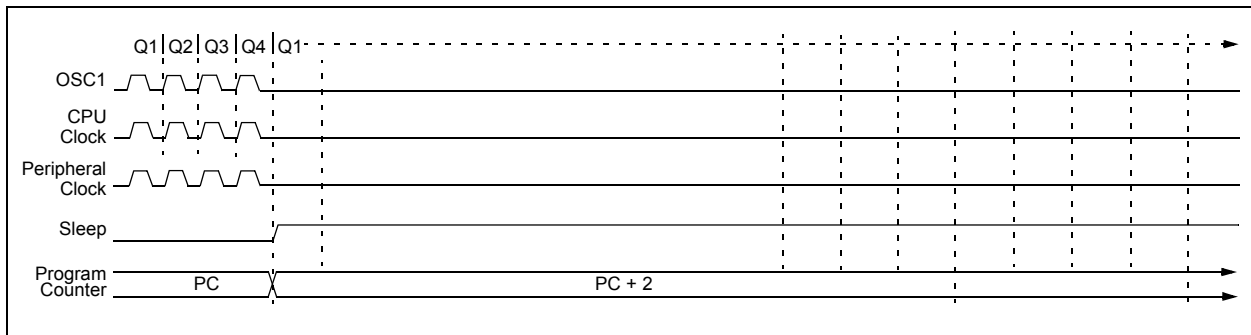 Q1 Q2 Q3 Q4 Q1
OSC1
CPU
Clock
Peripheral
Clock
Sleep
Program
Counter
PC
PC + 2